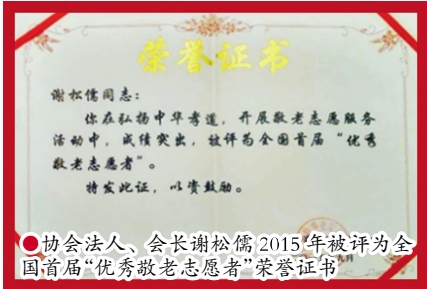 荣誉证书
谢松儒同志：
你在弘扬中华孝道，开展敬老志愿服务
活动中，成绩突出，被评为全国首届“优秀
敬老志愿者”。
特发此证，以资鼓励。
●协会法人、会长谢松儒 2015 年被评为全
国首届“优秀敬老志愿者”荣誉证书